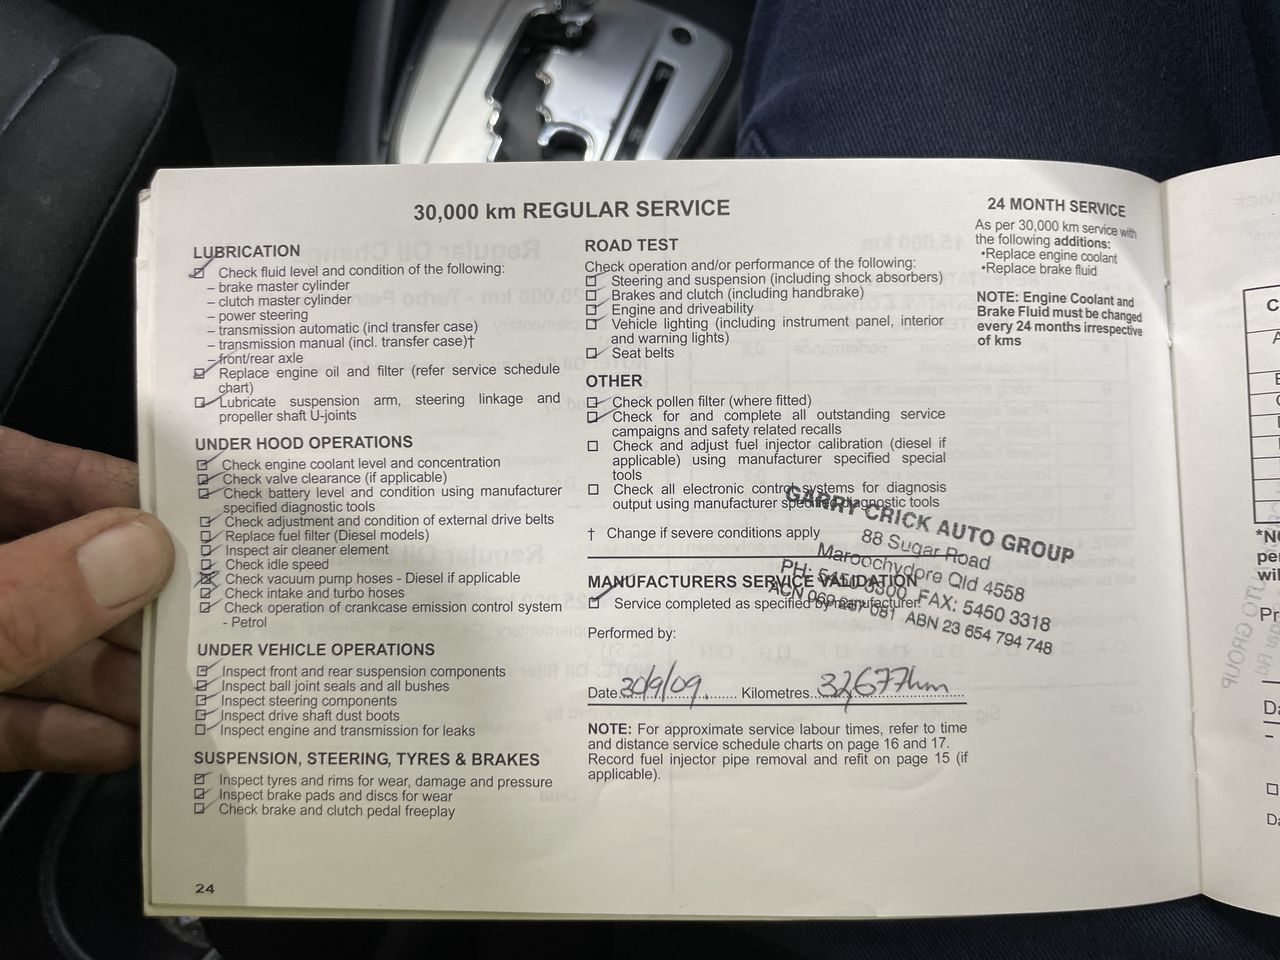 30,000 km REGULAR SERVICE
LUBRICATION
Check fluid level and condition of the following:
– brake master cylinder
– clutch master cylinder
– power steering
– transmission automatic (incl transfer case)
– transmission manual (incl. transfer case)†
– front/rear axle
Replace engine oil and filter (refer service schedule
chart)
Lubricate suspension arm, steering linkage and
propeller shaft U-joints
UNDER HOOD OPERATIONS
Check engine coolant level and concentration
Check valve clearance (if applicable)
Check battery level and condition using manufacturer
specified diagnostic tools
Check adjustment and condition of external drive belts
Replace fuel filter (Diesel models)
Inspect air cleaner element
Check idle speed
Check vacuum pump hoses - Diesel if applicable
Check intake and turbo hoses
Check operation of crankcase emission control system
- Petrol
UNDER VEHICLE OPERATIONS
Inspect front and rear suspension components
Inspect ball joint seals and all bushes
Inspect steering components
Inspect drive shaft dust boots
Inspect engine and transmission for leaks
SUSPENSION, STEERING, TYRES & BRAKES
Inspect tyres and rims for wear, damage and pressure
Inspect brake pads and discs for wear
Check brake and clutch pedal freeplay
24
ROAD TEST
Check operation and/or performance of the following:
Steering and suspension (including shock absorbers)
Brakes and clutch (including handbrake)
Engine and driveability
Vehicle lighting (including instrument panel, interior
and warning lights)
Seat belts
OTHER
Check pollen filter (where fitted)
Check for and complete all outstanding service
campaigns and safety related recalls
Check and adjust fuel injector calibration (diesel if
applicable) using manufacturer specified special
tools
Check all electronic control systems for diagnosis
output using manufacturer specified diagnostic tools
† Change if severe conditions apply
GARRY CRICK AUTO GROUP
88 Sugar Road
Maroochydore Qld 4558
PH: 5450 3300 FAX: 5450 3318
ACN 069 267 081 ABN 23 654 794 748
MANUFACTURERS SERVICE VALIDATION
Service completed as specified by manufacturer.
Performed by:
Date 30/9/09 Kilometres 32,677km
NOTE: For approximate service labour times, refer to time
and distance service schedule charts on page 16 and 17.
Record fuel injector pipe removal and refit on page 15 (if
applicable).
24 MONTH SERVICE
As per 30,000 km service with
the following additions:
•Replace engine coolant
•Replace brake fluid
NOTE: Engine Coolant and
Brake Fluid must be changed
every 24 months irrespective
of kms